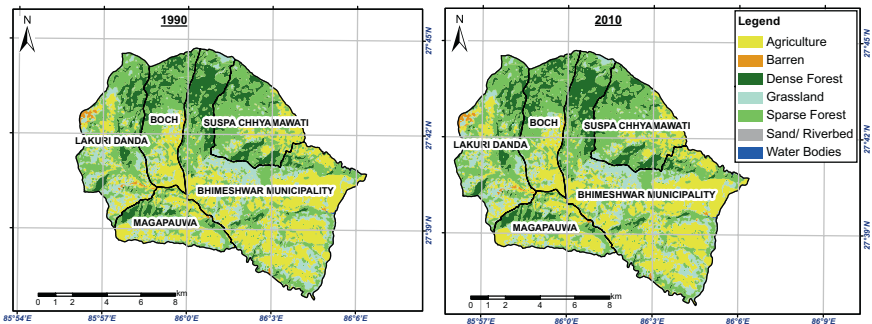 1990
N
BOCH
SUSPA CHHYAMAWATI
LAKURI DANDA
BHIMESHWAR MUNICIPALITY
MAGAPAUWA
km
0 1 2 4 6 8
85°54'E 85°57'E 86°0'E 86°3'E 86°6'E
27°45'N
27°42'N
27°39'N
2010
N
BOCH
SUSPA CHHYAMAWATI
LAKURI DANDA
BHIMESHWAR MUNICIPALITY
MAGAPAUWA
km
0 1 2 4 6 8
85°57'E 86°0'E 86°3'E 86°6'E 86°9'E
27°45'N
27°42'N
27°39'N
Legend
Agriculture
Barren
Dense Forest
Grassland
Sparse Forest
Sand/ Riverbed
Water Bodies